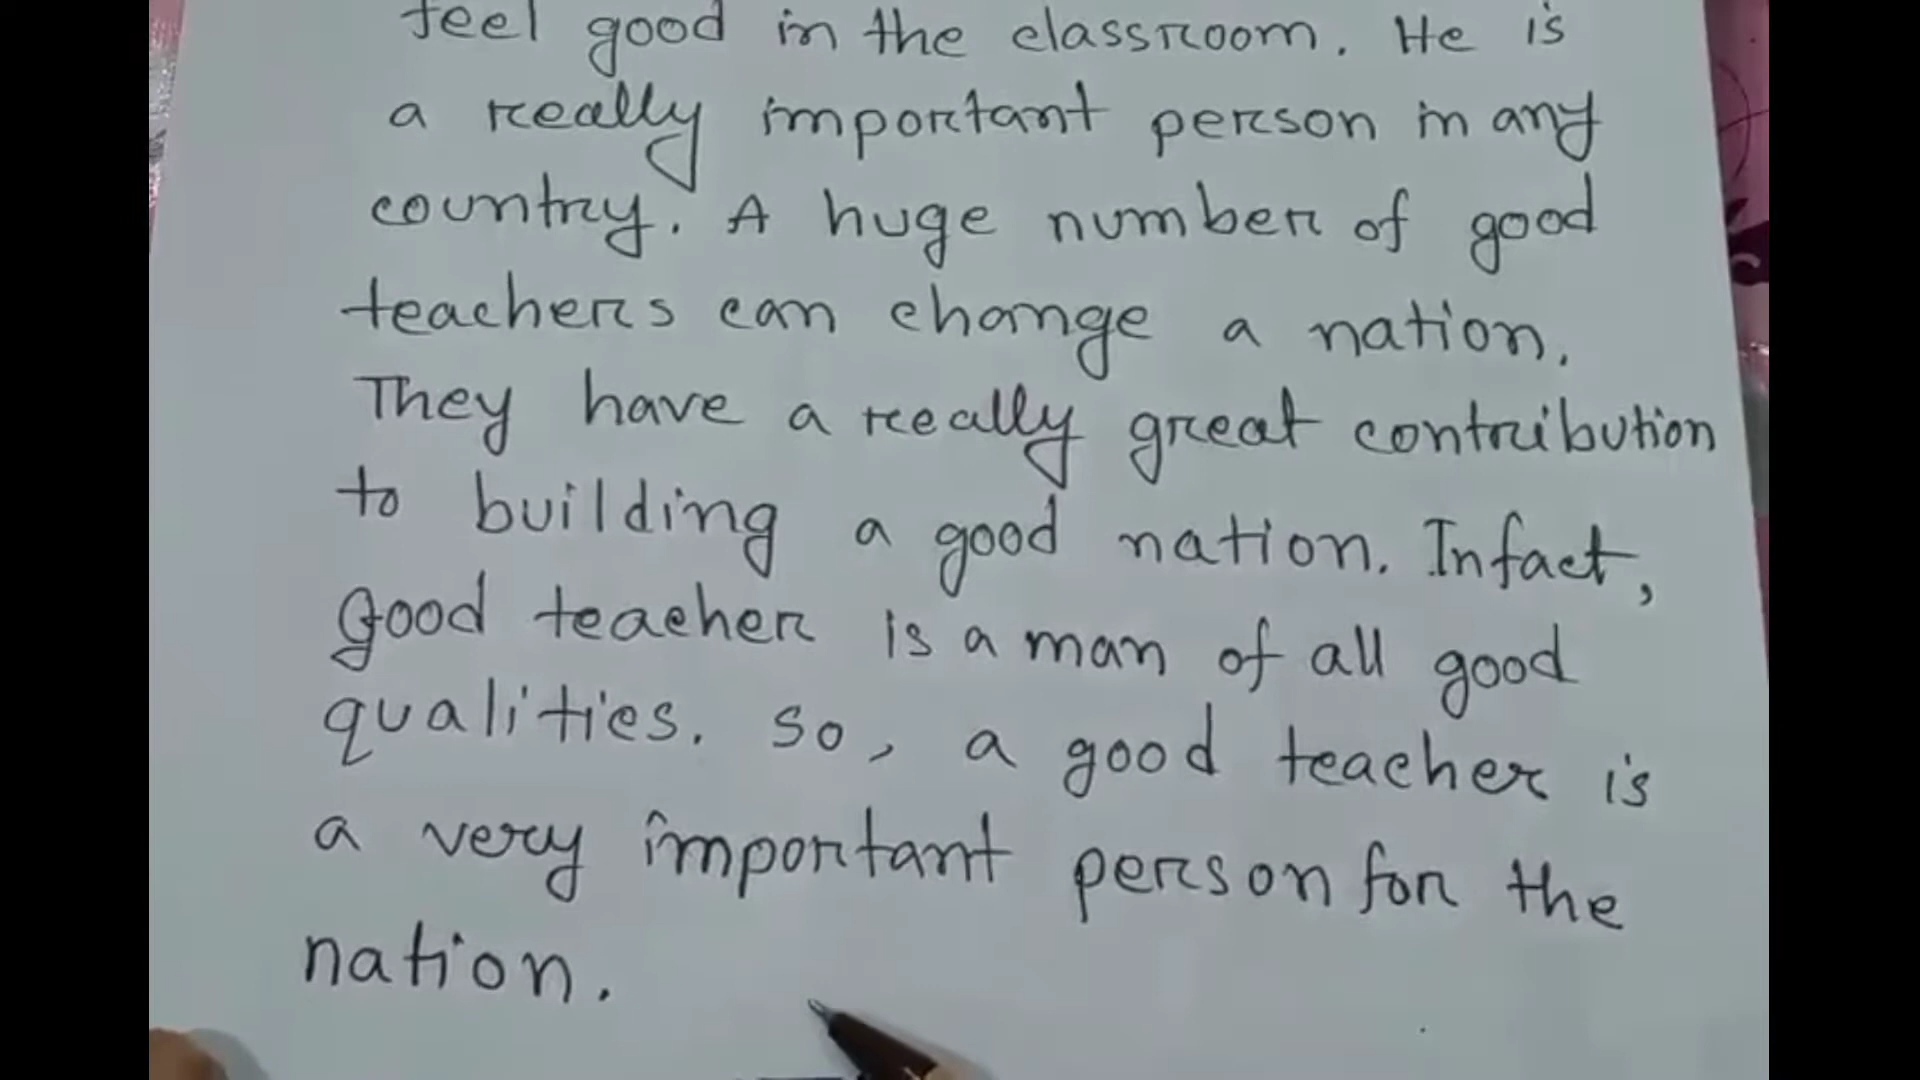 feel good in the classroom. He is
a really important person in any
country. A huge number of good
teachers can change a nation.
They have a really great contribution
to building a good nation. Infact,
good teacher is a man of all good
qualities. So, a good teacher is
a very important person for the
nation.